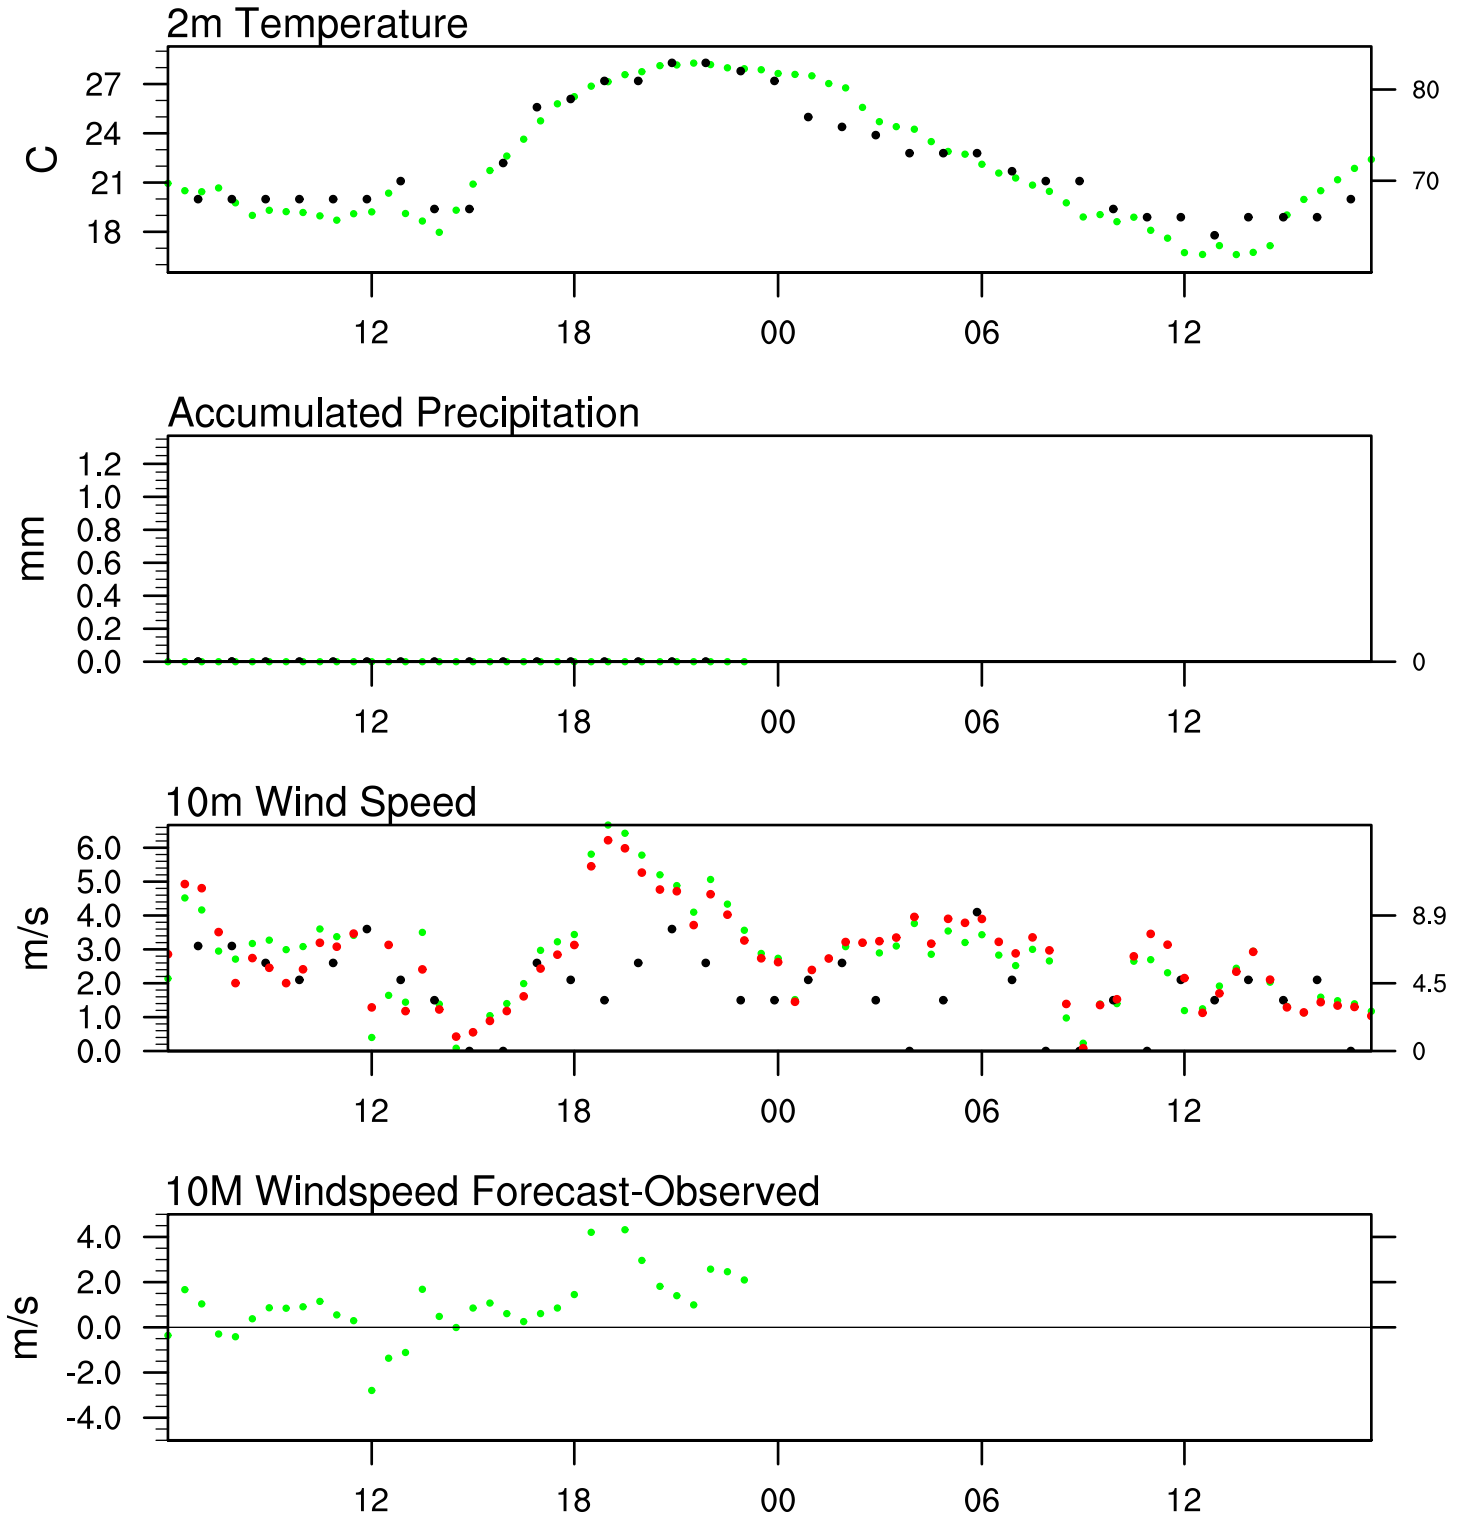 2m Temperature
27
24
21
18
C
80
70
12 18 00 06 12
Accumulated Precipitation
1.2
1.0
0.8
0.6
0.4
0.2
0.0
mm
0
12 18 00 06 12
10m Wind Speed
6.0
5.0
4.0
3.0
2.0
1.0
0.0
m/s
8.9
4.5
0
12 18 00 06 12
10M Windspeed Forecast-Observed
4.0
2.0
0.0
-2.0
-4.0
m/s
12 18 00 06 12